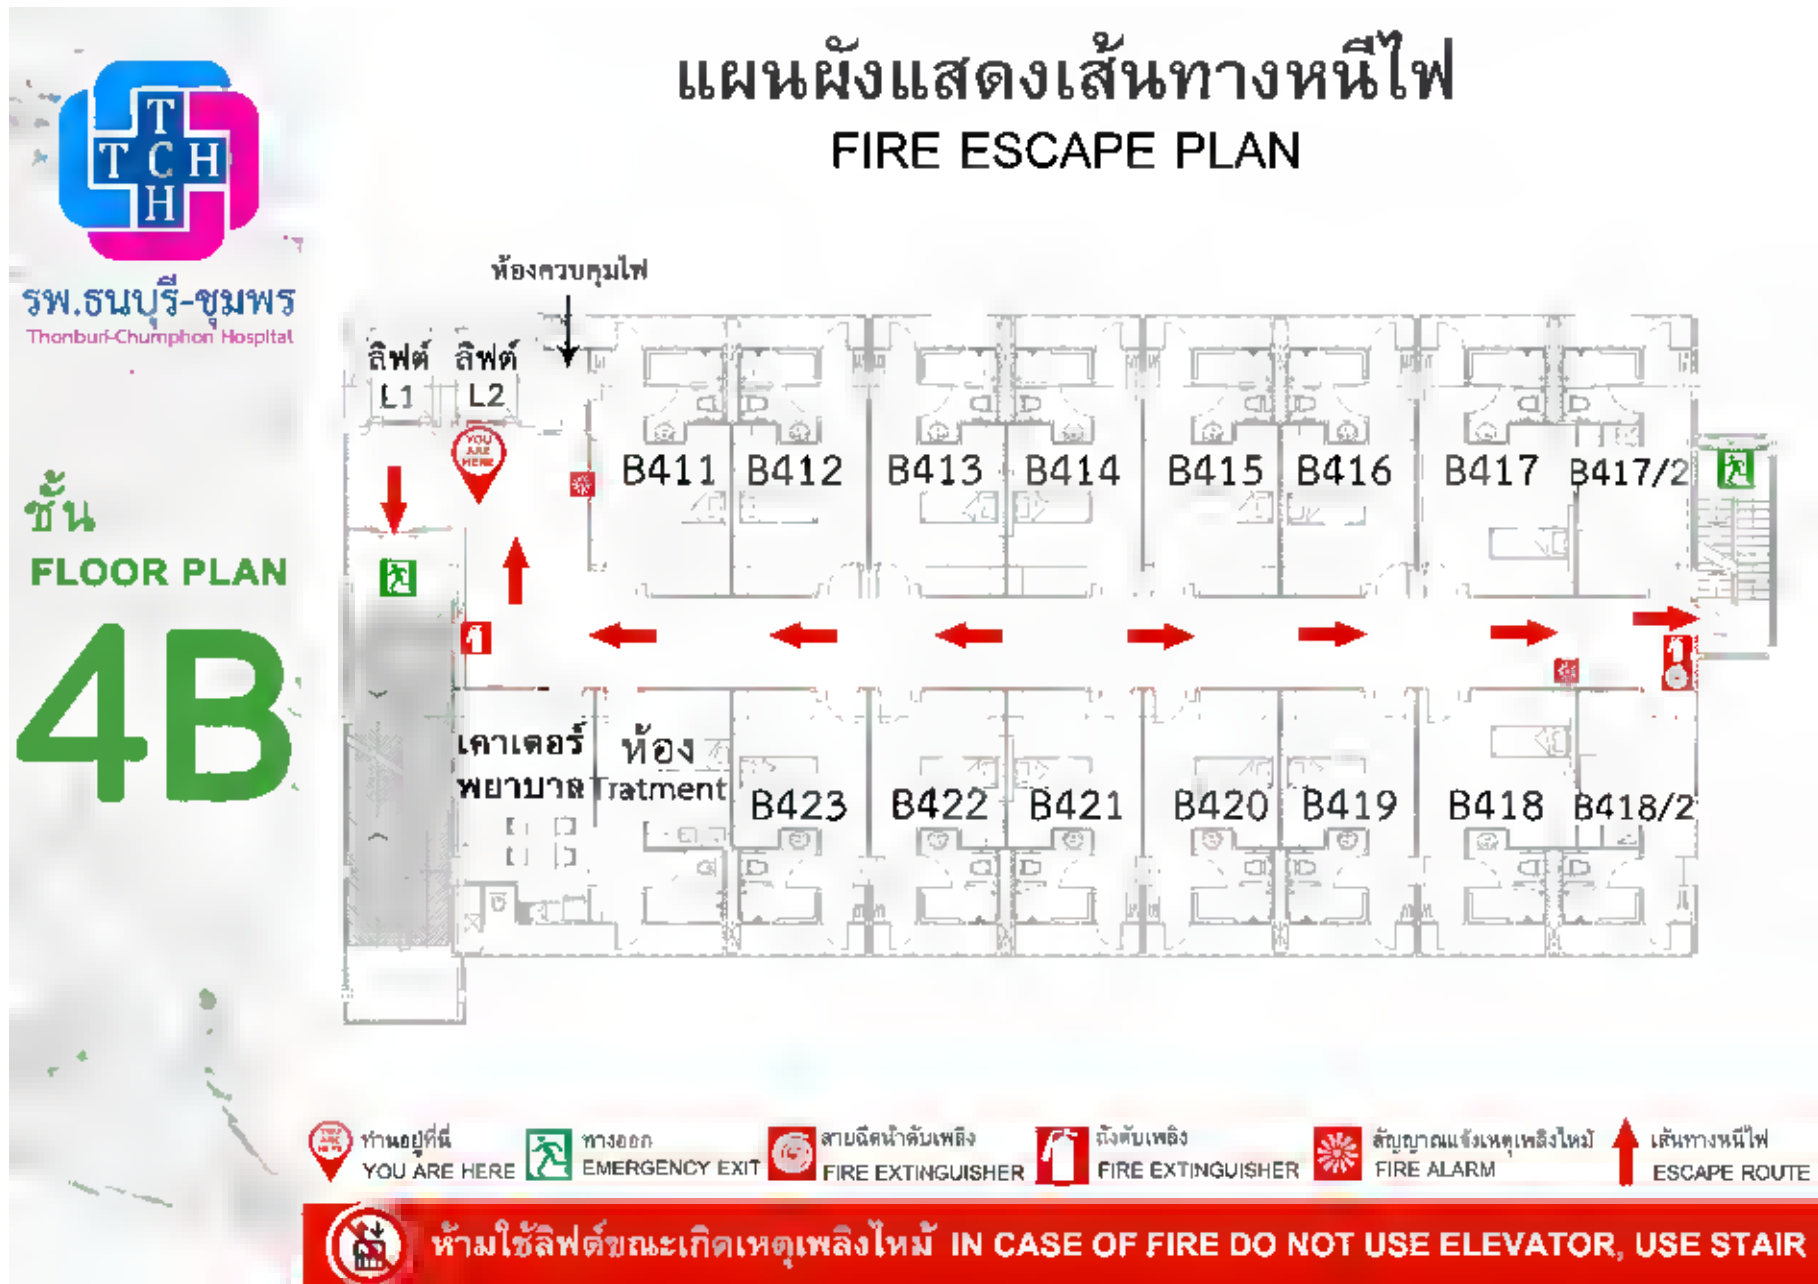 แผนผังแสดงเส้นทางหนีไฟ
FIRE ESCAPE PLAN
T
T C H
H
รพ.ธนบุรี-ชุมพร
Thonburi-Chumphon Hospital
ชั้น
FLOOR PLAN
4B
ห้องควบคุมไฟ
ลิฟต์ L1
ลิฟต์ L2
YOU ARE HERE
B411 B412 B413 B414 B415 B416 B417 B417/2
เคาเตอร์
พยาบาล
ห้อง
Tratment
B423 B422 B421 B420 B419 B418 B418/2
ท่านอยู่ที่นี่
YOU ARE HERE
ทางออก
EMERGENCY EXIT
สายฉีดน้ำดับเพลิง
FIRE EXTINGUISHER
ถังดับเพลิง
FIRE EXTINGUISHER
สัญญาณแจ้งเหตุเพลิงไหม้
FIRE ALARM
เส้นทางหนีไฟ
ESCAPE ROUTE
ห้ามใช้ลิฟต์ขณะเกิดเหตุเพลิงไหม้ IN CASE OF FIRE DO NOT USE ELEVATOR, USE STAIR